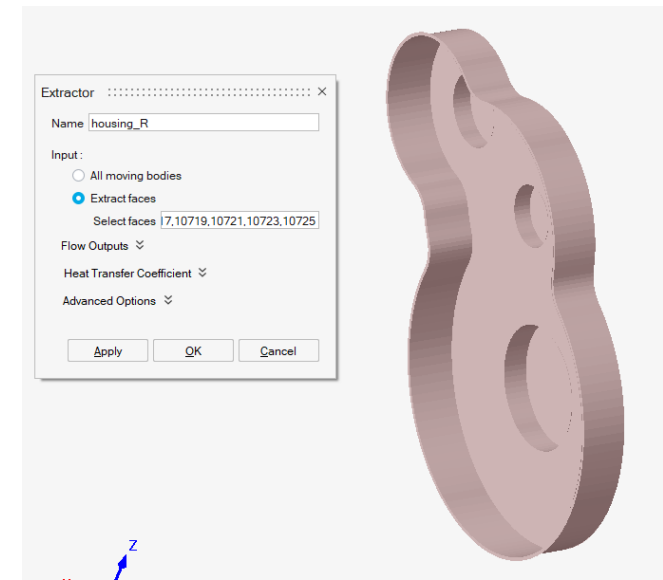 Extractor
Name housing_R
Input :
All moving bodies
Extract faces
Select faces 17,10719,10721,10723,10725
Flow Outputs
Heat Transfer Coefficient
Advanced Options
Apply OK Cancel
Z